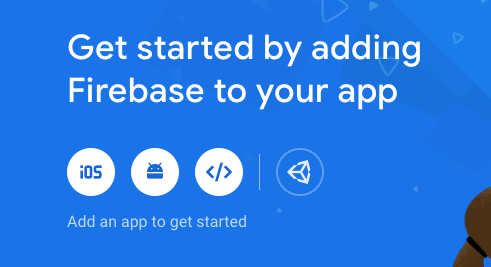 Get started by adding
Firebase to your app
iOS
Add an app to get started